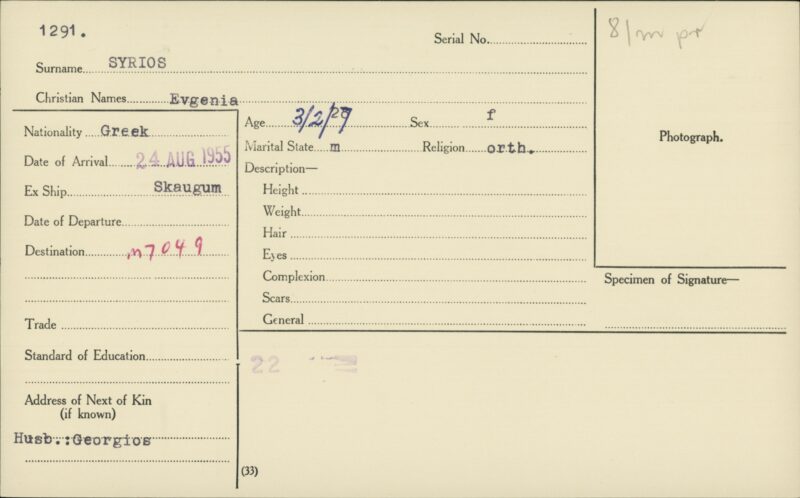 1291.
Serial No.
8/m pr
Surname SYRIOS
Christian Names Evgenia
Nationality Greek
Date of Arrival 24 AUG 1955
Ex Ship Skaugum
Date of Departure
Destination m7049
Trade
Standard of Education
Address of Next of Kin
(if known)
Husb.:Georgios
Age 3/2/29 Sex f
Marital State m Religion orth.
Description—
Height
Weight
Hair
Eyes
Complexion
Scars
General
22
(33)
Photograph.
Specimen of Signature—